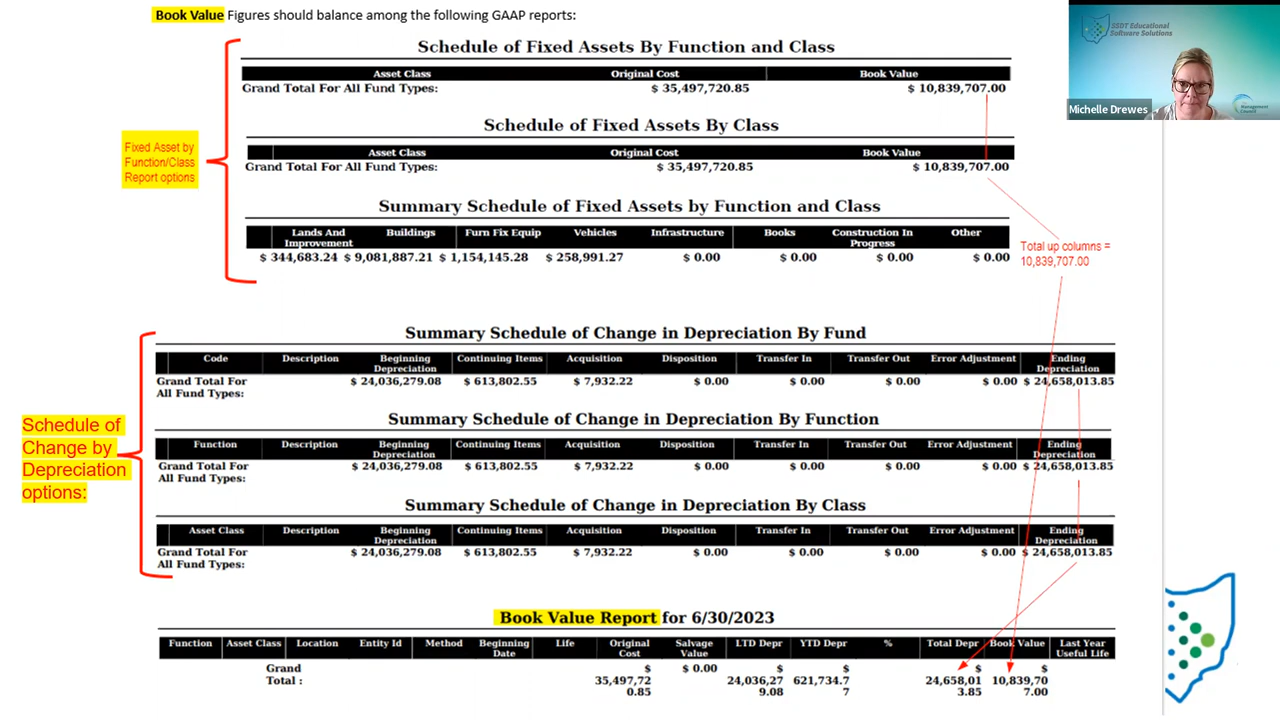 Book Value Figures should balance among the following GAAP reports:
SSDT Educational
Software Solutions
Michelle Drewes
Management
Council
Schedule of Fixed Assets By Function and Class
Asset Class Original Cost Book Value
Grand Total For All Fund Types: $ 35,497,720.85 $ 10,839,707.00
Schedule of Fixed Assets By Class
Asset Class Original Cost Book Value
Grand Total For All Fund Types: $ 35,497,720.85 $ 10,839,707.00
Fixed Asset by
Function/Class
Report options
Summary Schedule of Fixed Assets by Function and Class
Lands And Improvement Buildings Furn Fix Equip Vehicles Infrastructure Books Construction In Progress Other
$ 344,683.24 $ 9,081,887.21 $ 1,154,145.28 $ 258,991.27 $ 0.00 $ 0.00 $ 0.00 $ 0.00
Total up columns =
10,839,707.00
Summary Schedule of Change in Depreciation By Fund
Code Description Beginning Depreciation Continuing Items Acquisition Disposition Transfer In Transfer Out Error Adjustment Ending Depreciation
Grand Total For All Fund Types: $ 24,036,279.08 $ 613,802.55 $ 7,932.22 $ 0.00 $ 0.00 $ 0.00 $ 0.00 $ 24,658,013.85
Summary Schedule of Change in Depreciation By Function
Function Description Beginning Depreciation Continuing Items Acquisition Disposition Transfer In Transfer Out Error Adjustment Ending Depreciation
Grand Total For All Fund Types: $ 24,036,279.08 $ 613,802.55 $ 7,932.22 $ 0.00 $ 0.00 $ 0.00 $ 0.00 $ 24,658,013.85
Schedule of
Change by
Depreciation
options:
Summary Schedule of Change in Depreciation By Class
Asset Class Description Beginning Depreciation Continuing Items Acquisition Disposition Transfer In Transfer Out Error Adjustment Ending Depreciation
Grand Total For All Fund Types: $ 24,036,279.08 $ 613,802.55 $ 7,932.22 $ 0.00 $ 0.00 $ 0.00 $ 0.00 $ 24,658,013.85
Book Value Report for 6/30/2023
Function Asset Class Location Entity Id Method Beginning Date Life Original Cost Salvage Value LTD Depr YTD Depr % Total Depr Book Value Last Year Useful Life
Grand $ $ 0.00 $ $ $ $
Total : 35,497,72 24,036,27 621,734.7 24,658,01 10,839,70
0.85 9.08 7 3.85 7.00